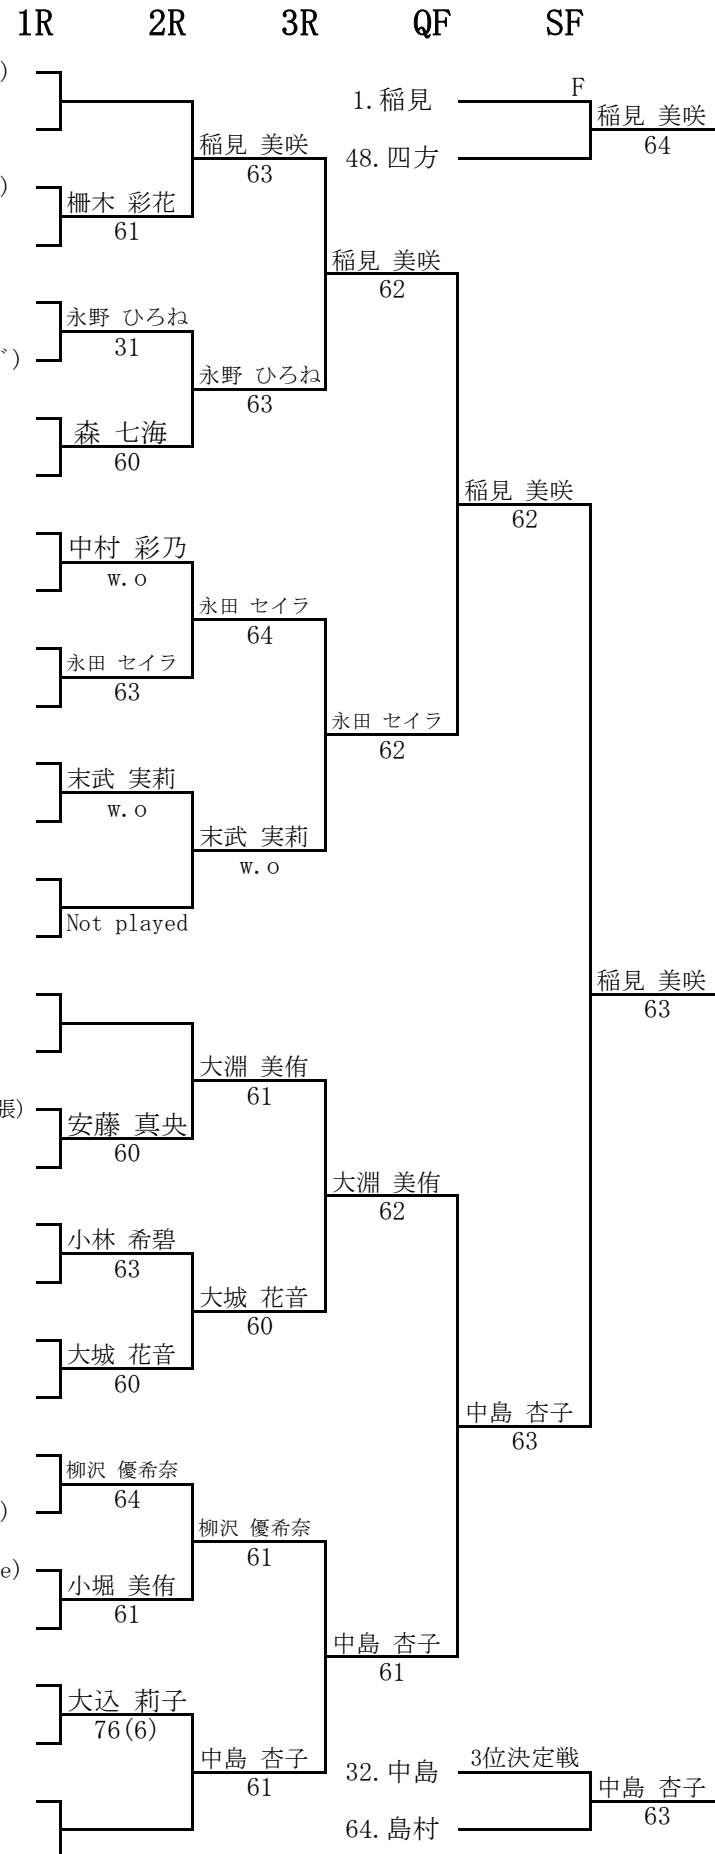 1R 2R 3R QF SF
)
F
1.稲見
稲見 美咲
64
稲見 美咲
63
48.四方
)
柵木 彩花
61
稲見 美咲
62
永野 ひろね
31
゛)
永野 ひろね
63
森 七海
60
稲見 美咲
62
中村 彩乃
w.o
永田 セイラ
64
永田 セイラ
63
永田 セイラ
62
末武 実莉
w.o
末武 実莉
w.o
Not played
稲見 美咲
63
大淵 美侑
61
張)
安藤 真央
60
大淵 美侑
62
小林 希碧
63
大城 花音
60
大城 花音
60
中島 杏子
63
柳沢 優希奈
64
)
柳沢 優希奈
61
e)
小堀 美侑
61
中島 杏子
61
大込 莉子
76(6)
中島 杏子
61
32.中島
3位決定戦
中島 杏子
63
64.島村